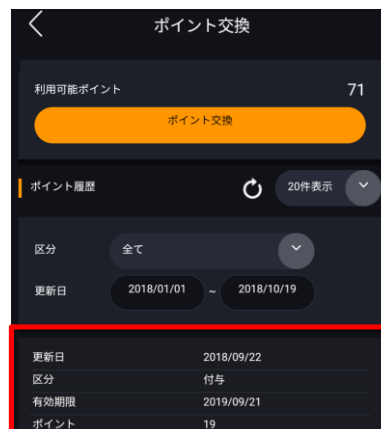 ポイント交換
利用可能ポイント 71
ポイント交換
ポイント履歴 20件表示
区分 全て
更新日 2018/01/01 ~ 2018/10/19
更新日 2018/09/22
区分 付与
有効期限 2019/09/21
ポイント 19